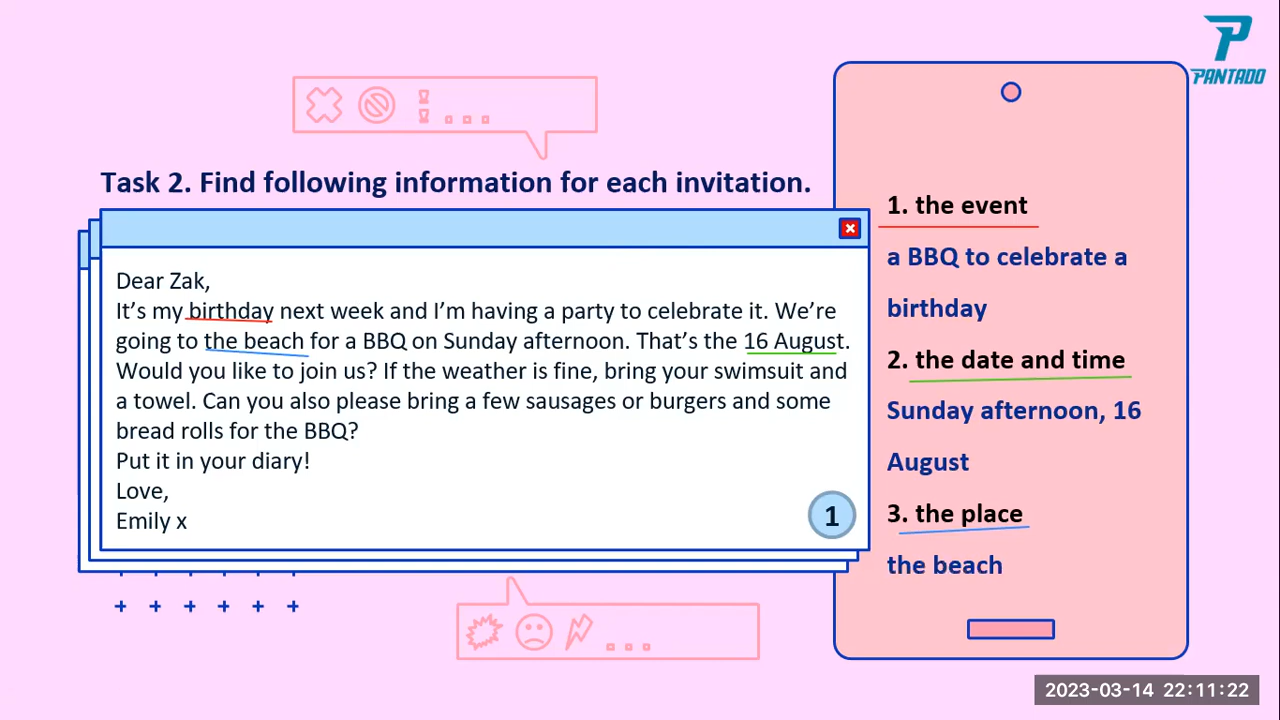 PANTADO
Task 2. Find following information for each invitation.
Dear Zak,
It's my birthday next week and I'm having a party to celebrate it. We're
going to the beach for a BBQ on Sunday afternoon. That's the 16 August.
Would you like to join us? If the weather is fine, bring your swimsuit and
a towel. Can you also please bring a few sausages or burgers and some
bread rolls for the BBQ?
Put it in your diary!
Love,
Emily x
1
1. the event
a BBQ to celebrate a
birthday
2. the date and time
Sunday afternoon, 16
August
3. the place
the beach
2023-03-14 22:11:22